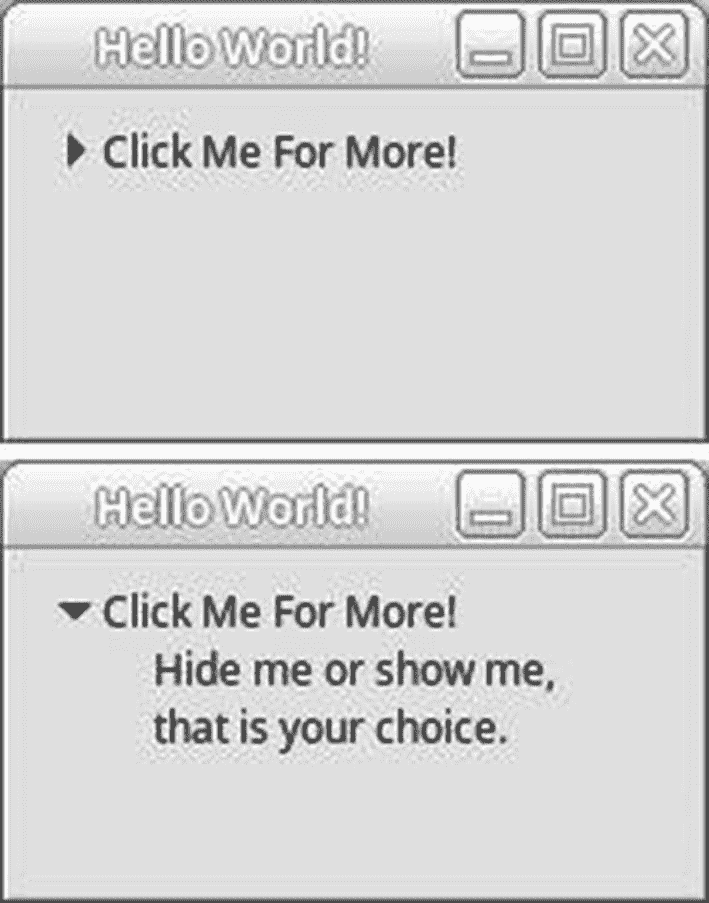 Hello World!
Click Me For More!
Hello World!
Click Me For More!
Hide me or show me,
that is your choice.